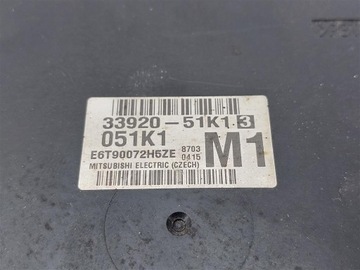 33920-51K1 3
051K1
E6T90072H5ZE 8703 0415 M1
MITSUBISHI ELECTRIC (CZECH)